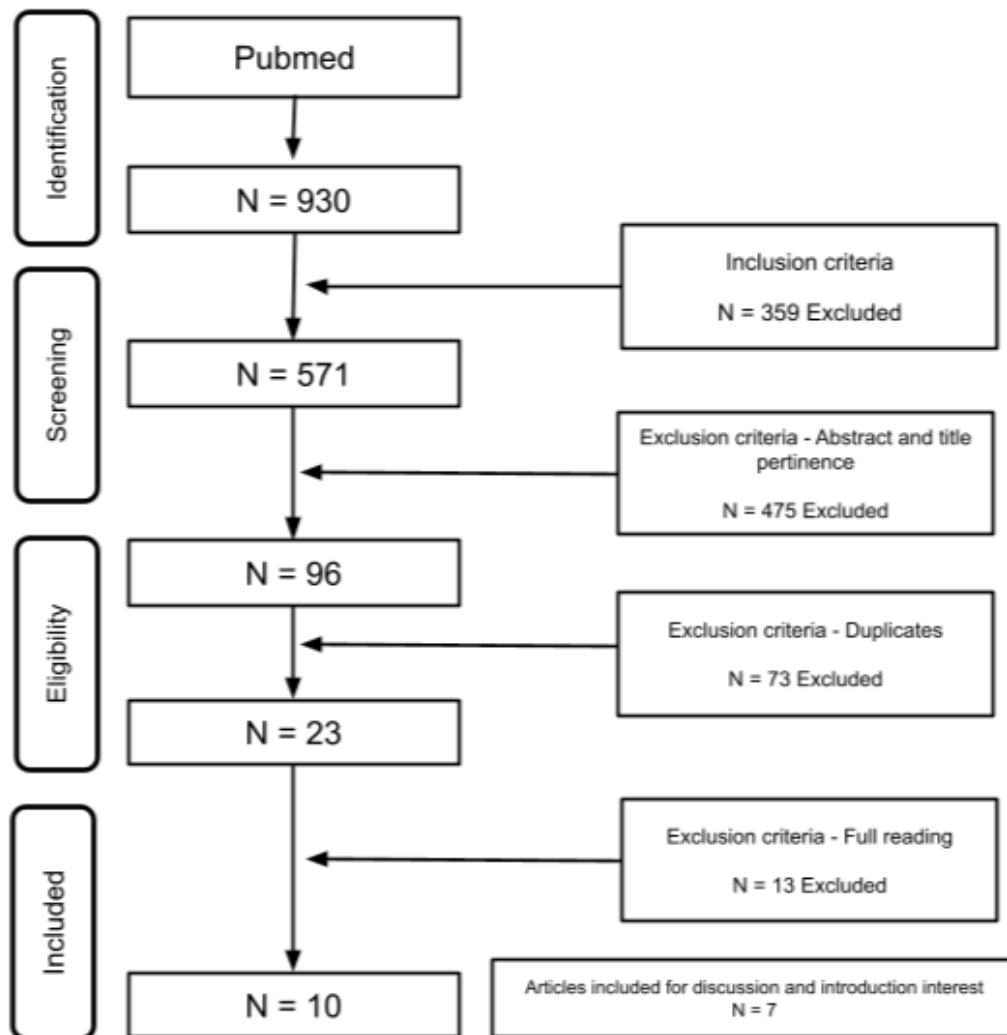 Identification
Pubmed
N = 930
Inclusion criteria
N = 359 Excluded
Screening
N = 571
Exclusion criteria - Abstract and title
pertinence
N = 475 Excluded
Eligibility
N = 96
Exclusion criteria - Duplicates
N = 73 Excluded
N = 23
Included
Exclusion criteria - Full reading
N = 13 Excluded
N = 10
Articles included for discussion and introduction interest
N = 7